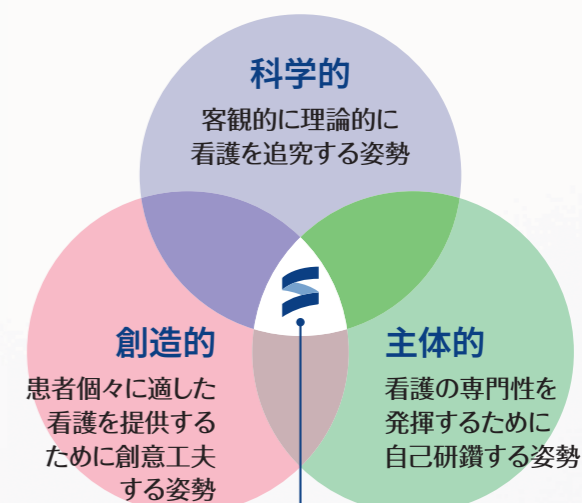 科学的
客観的に理論的に
看護を追究する姿勢
創造的
患者個々に適した
看護を提供する
ために創意工夫
する姿勢
主体的
看護の専門性を
発揮するために
自己研鑽する姿勢